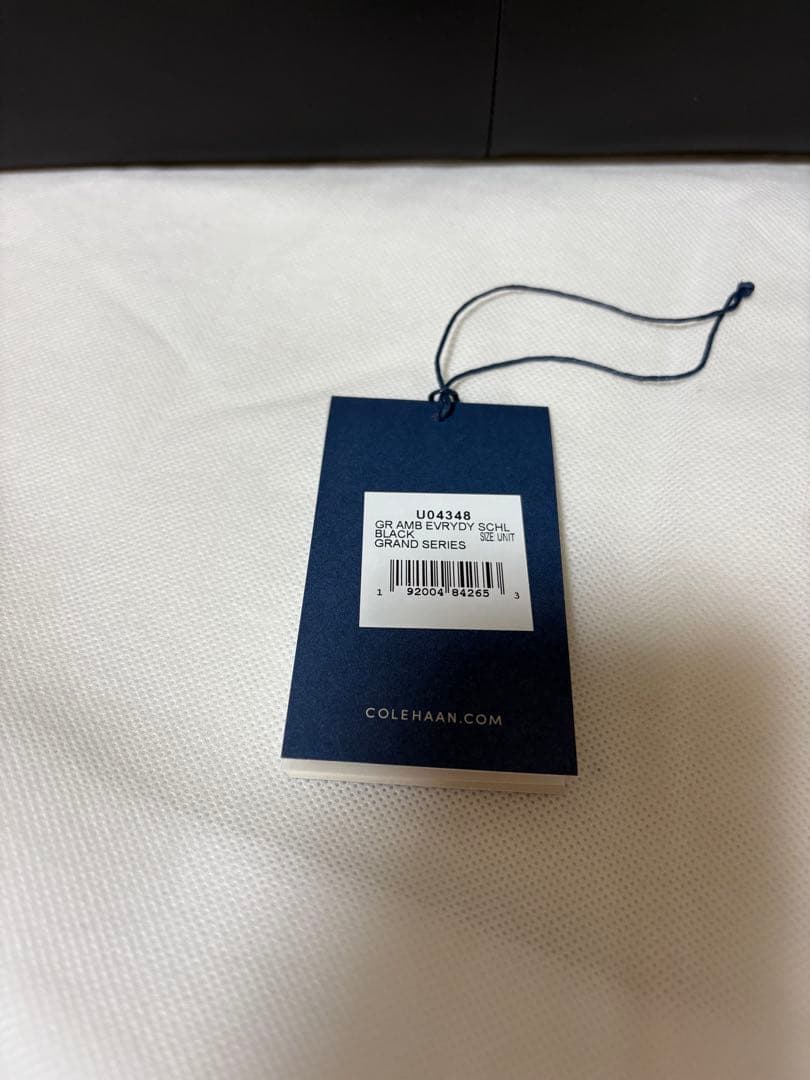 U04348
GR AMB EVRYDY SCHL
BLACK SIZE UNIT
GRAND SERIES
1 92004 84265 3
COLEHAAN.COM